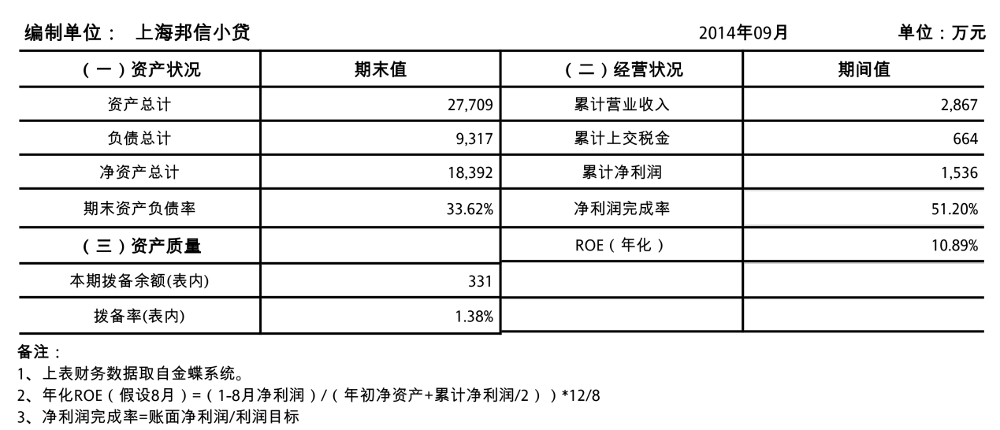 编制单位： 上海邦信小贷 2014年09月 单位：万元
（一）资产状况 期末值 （二）经营状况 期间值
资产总计 27,709 累计营业收入 2,867
负债总计 9,317 累计上交税金 664
净资产总计 18,392 累计净利润 1,536
期末资产负债率 33.62% 净利润完成率 51.20%
（三）资产质量 ROE（年化） 10.89%
本期拨备余额(表内) 331
拨备率(表内) 1.38%
备注：
1、上表财务数据取自金蝶系统。
2、年化ROE（假设8月）=（1-8月净利润）/（年初净资产+累计净利润/2））*12/8
3、净利润完成率=账面净利润/利润目标